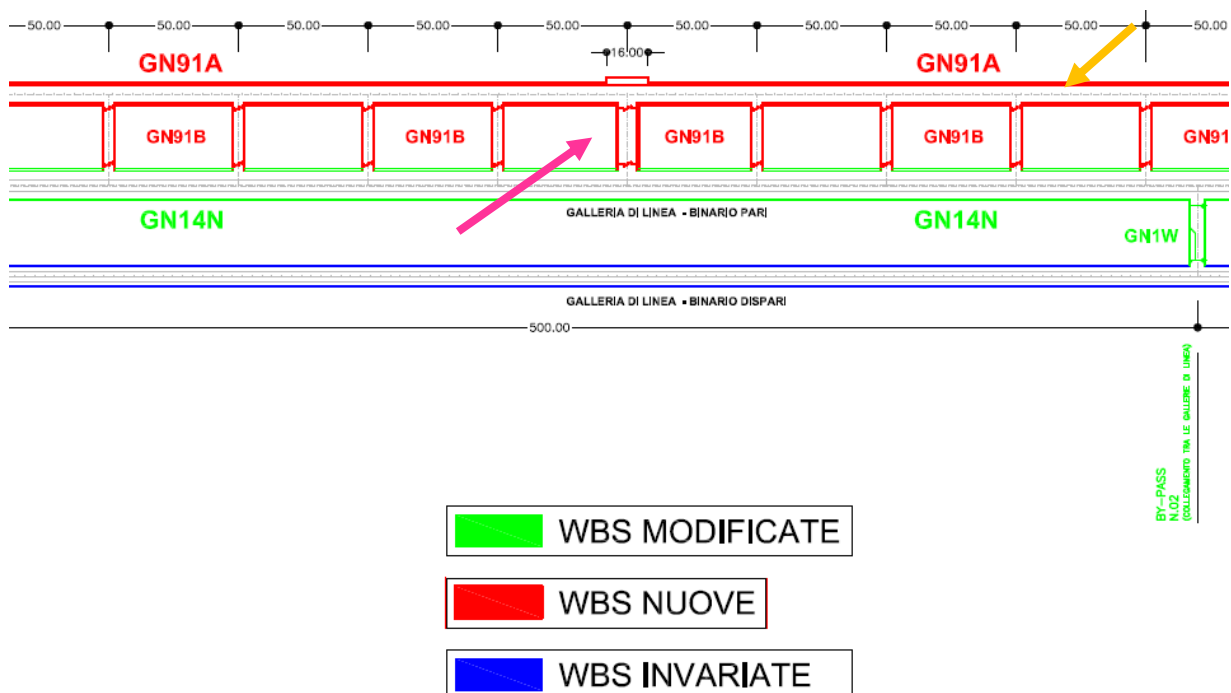 50.00 50.00 50.00 50.00 50.00 50.00 50.00 50.00 50.00 50.00
16.00
GN91A GN91A
GN91B GN91B GN91B GN91B GN91
GALLERIA DI LINEA - BINARIO PARI
GN14N GN14N
GN1W
GALLERIA DI LINEA - BINARIO DISPARI
500.00
BY-PASS
N.02
(COLLEGAMENTO TRA LE GALLERIE DI LINEA)
WBS MODIFICATE
WBS NUOVE
WBS INVARIATE